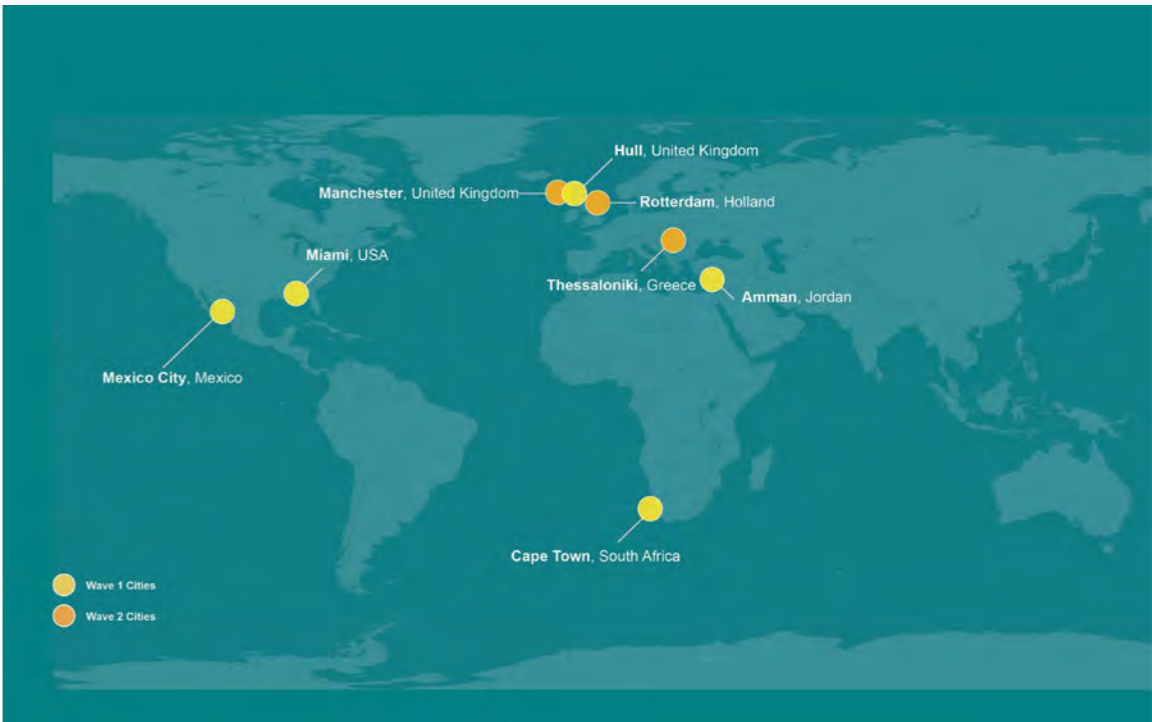 Hull, United Kingdom
Manchester, United Kingdom
Rotterdam, Holland
Miami, USA
Thessaloniki, Greece
Amman, Jordan
Mexico City, Mexico
Cape Town, South Africa
Wave 1 Cities
Wave 2 Cities